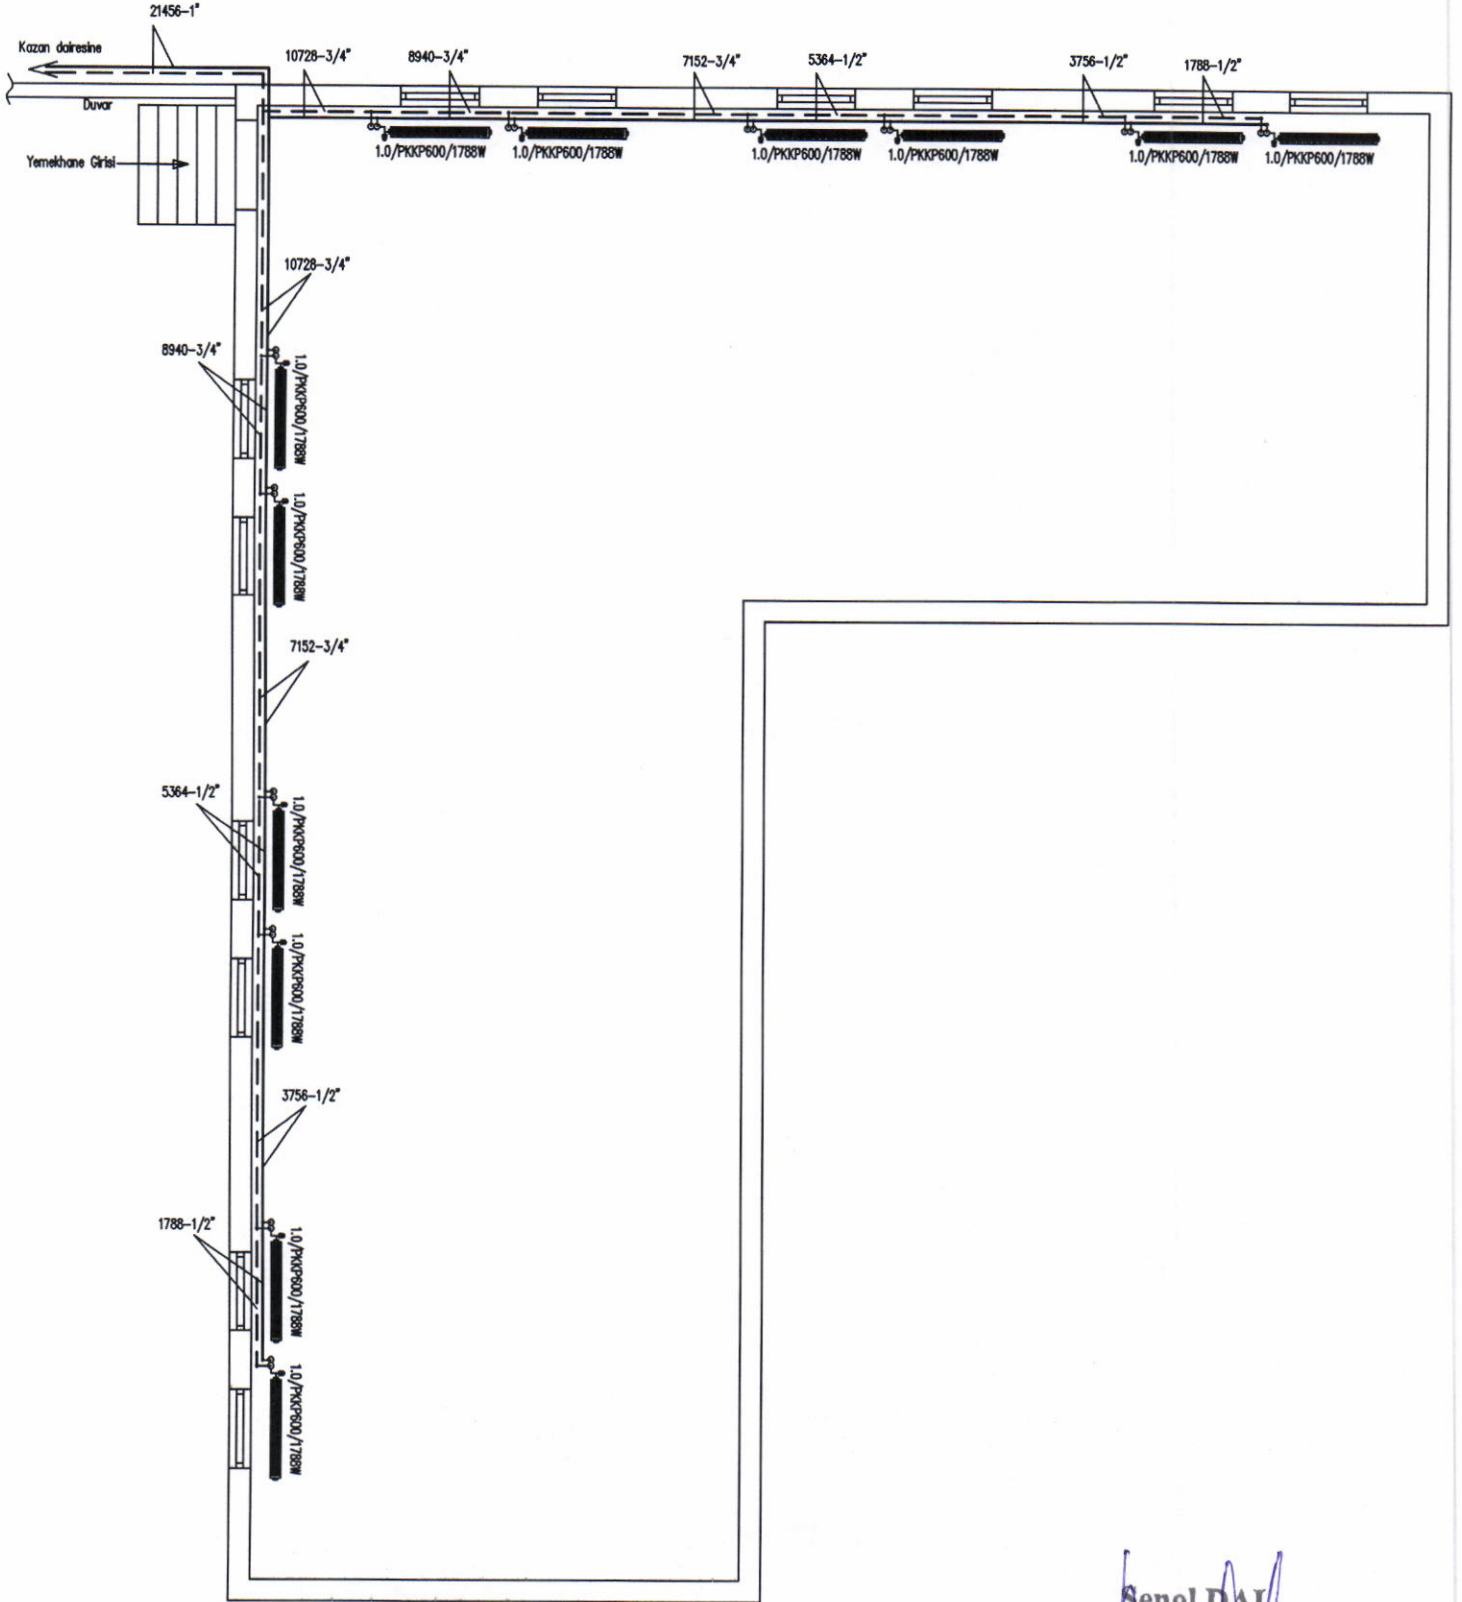 21456-1"
Kazan dairesine
10728-3/4"
8940-3/4"
7152-3/4"
5364-1/2"
3756-1/2"
1788-1/2"
Duvar
Yemekhane Girisi
1.0/PKKP600/1788W
1.0/PKKP600/1788W
1.0/PKKP600/1788W
1.0/PKKP600/1788W
1.0/PKKP600/1788W
1.0/PKKP600/1788W
10728-3/4"
8940-3/4"
1.0/PKKP600/1788W
1.0/PKKP600/1788W
7152-3/4"
5364-1/2"
1.0/PKKP600/1788W
1.0/PKKP600/1788W
3756-1/2"
1788-1/2"
1.0/PKKP600/1788W
1.0/PKKP600/1788W
Şenol DAL